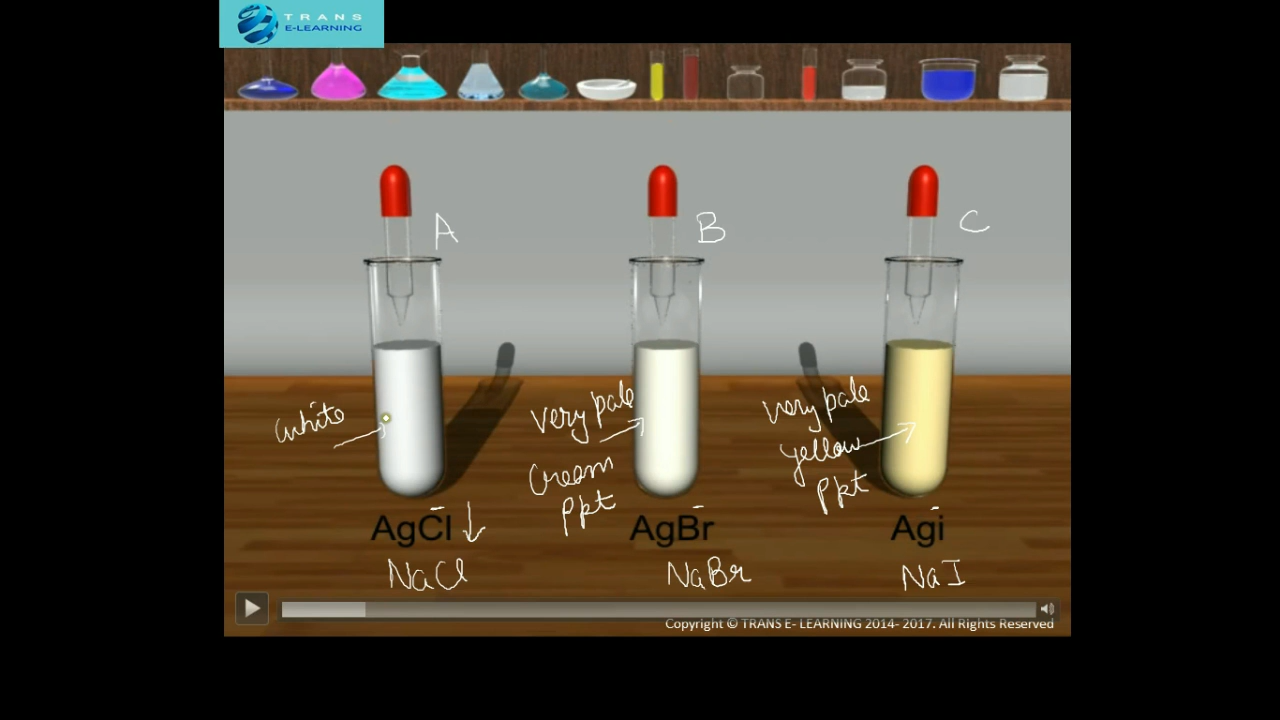 TRANS
E-LEARNING
A
B
C
white
very pale
cream
ppt
very pale
yellow
ppt
AgCl ↓
AgBr
Agi
NaCl
NaBr
NaI
Copyright © TRANS E- LEARNING 2014- 2017. All Rights Reserved